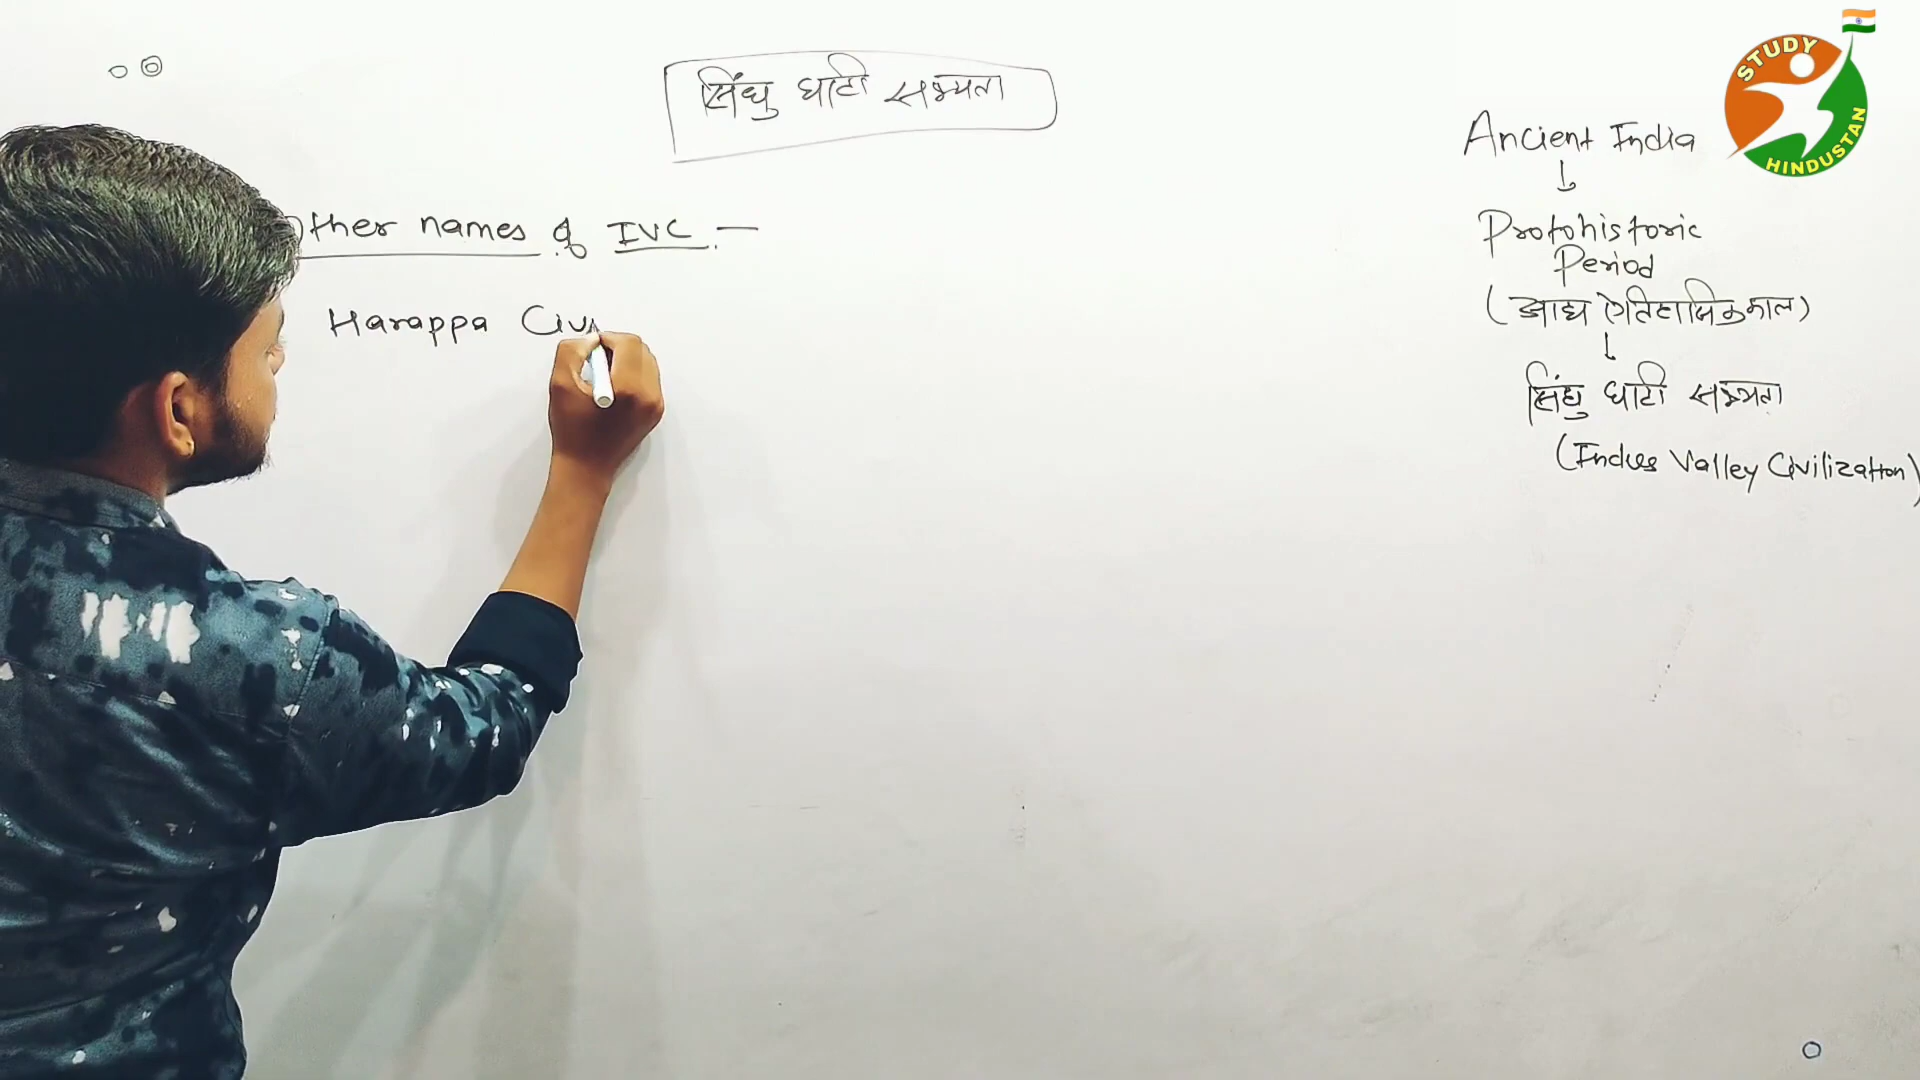 सिंधु घाटी सभ्यता
Other names of IVC :-
Harappa Civ
STUDY
HINDUSTAN
Ancient India
Protohistoric
Period
(आद्य ऐतिहासिक काल)
सिंधु घाटी सभ्यता
(Indus Valley Civilization)